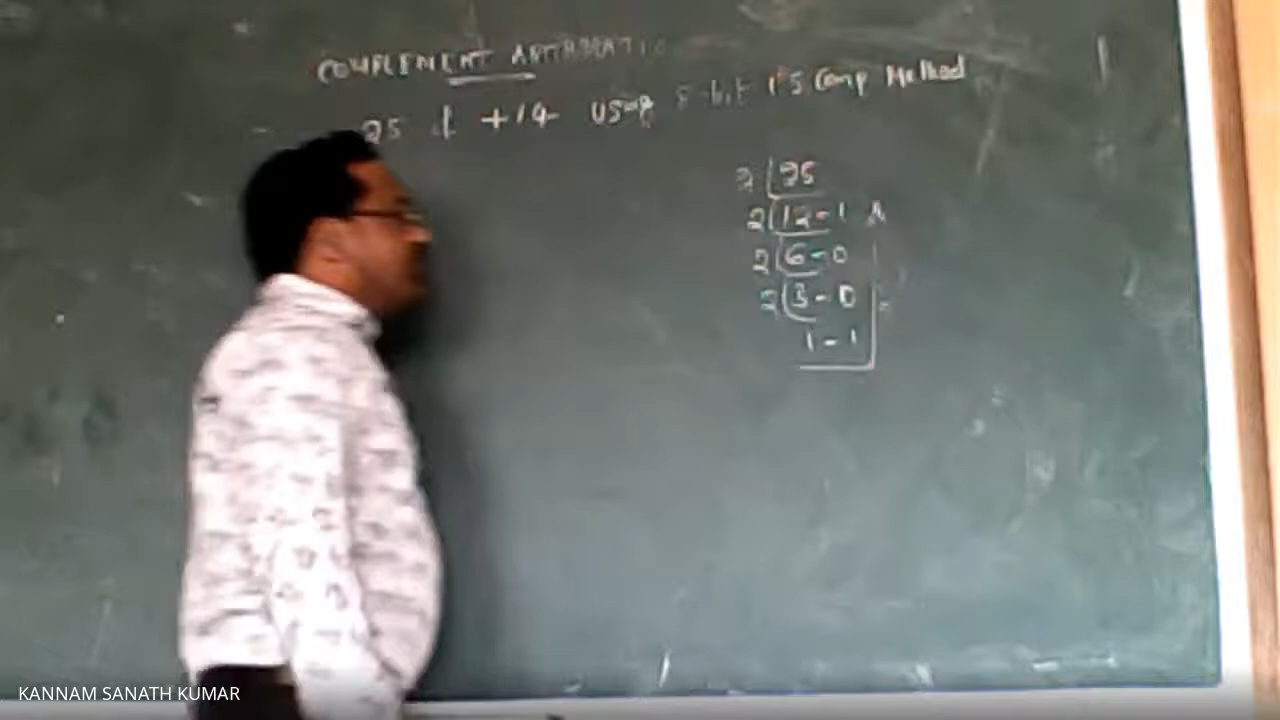 COMPLEMENT
25 & +14 using 8-bit 1's Comp Method
2 25
2 12 - 1
2 6 - 0
2 3 - 0
1 - 1
KANNAM SANATH KUMAR